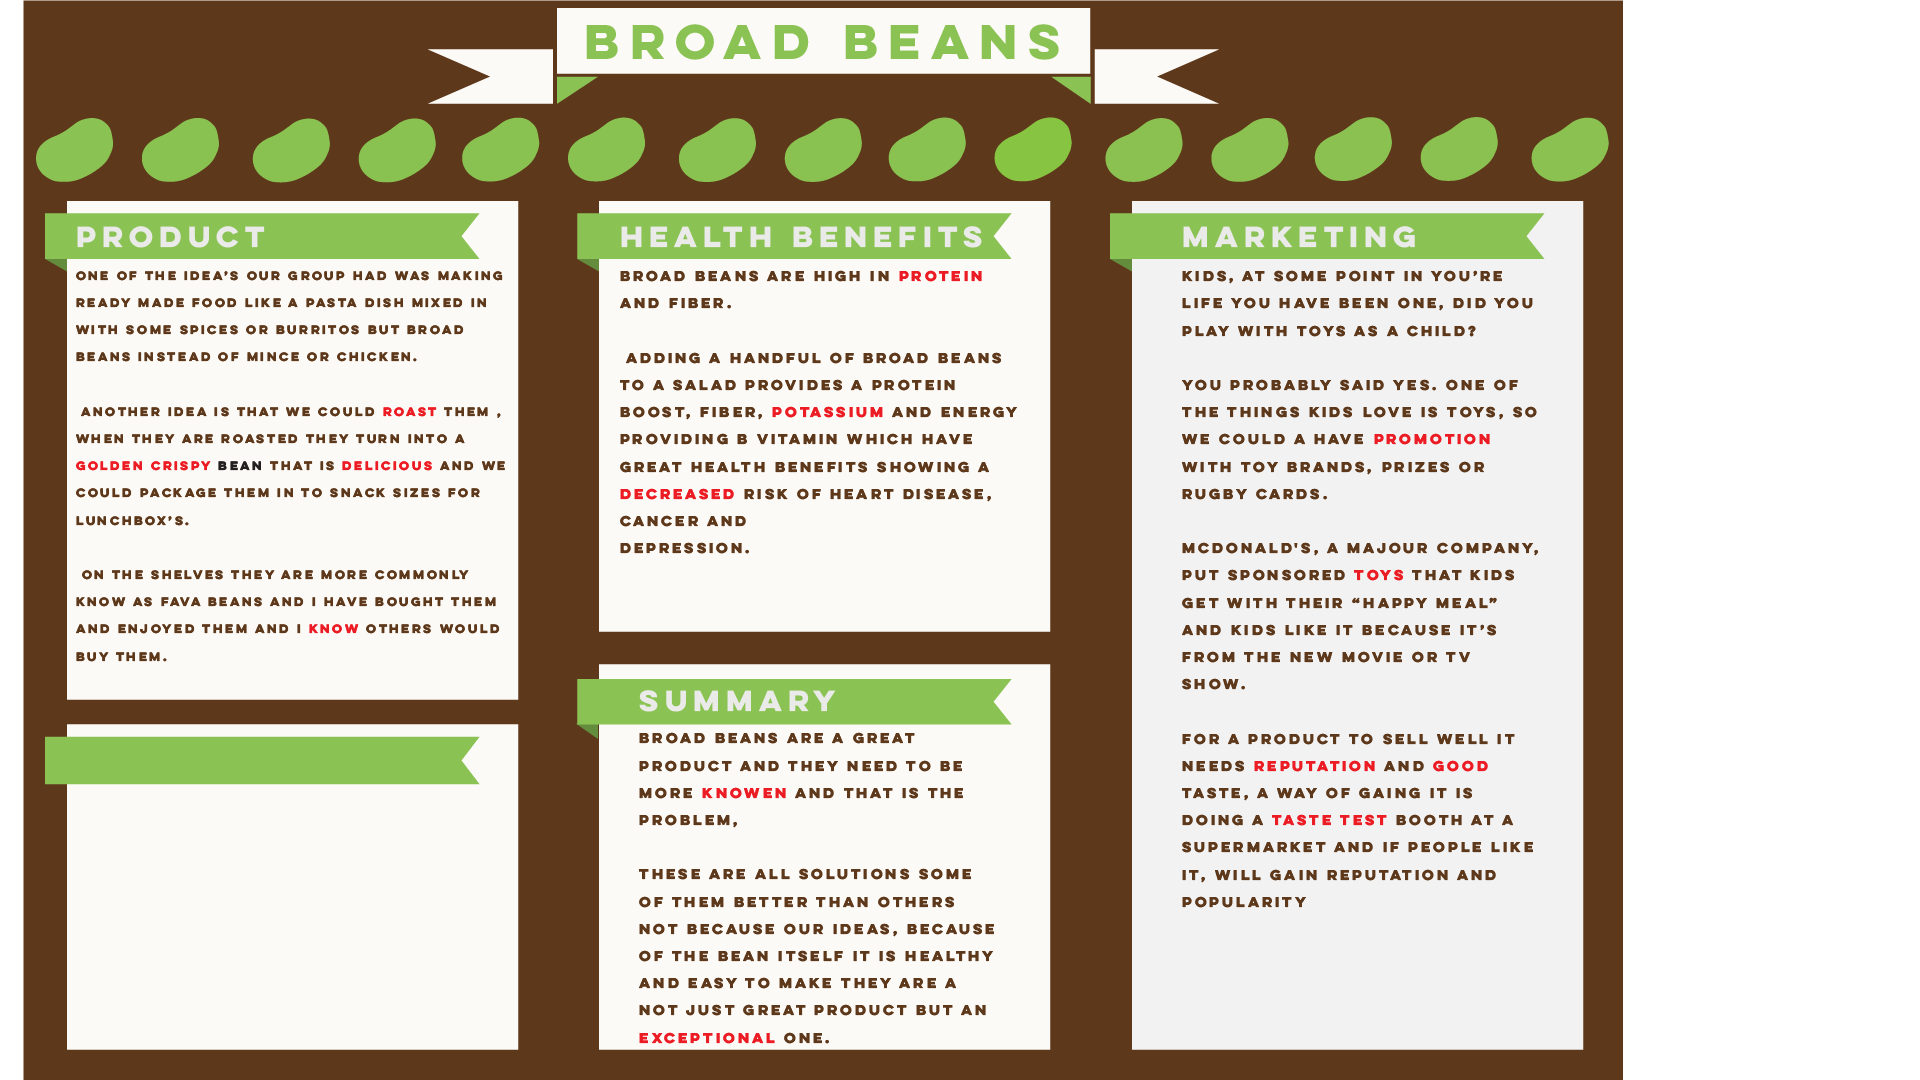 BROAD BEANS
PRODUCT
ONE OF THE IDEA’S OUR GROUP HAD WAS MAKING
READY MADE FOOD LIKE A PASTA DISH MIXED IN
WITH SOME SPICES OR BURRITOS BUT BROAD
BEANS INSTEAD OF MINCE OR CHICKEN.
ANOTHER IDEA IS THAT WE COULD ROAST THEM ,
WHEN THEY ARE ROASTED THEY TURN INTO A
GOLDEN CRISPY BEAN THAT IS DELICIOUS AND WE
COULD PACKAGE THEM IN TO SNACK SIZES FOR
LUNCHBOX’S.
ON THE SHELVES THEY ARE MORE COMMONLY
KNOW AS FAVA BEANS AND I HAVE BOUGHT THEM
AND ENJOYED THEM AND I KNOW OTHERS WOULD
BUY THEM.
HEALTH BENEFITS
BROAD BEANS ARE HIGH IN PROTEIN
AND FIBER.
ADDING A HANDFUL OF BROAD BEANS
TO A SALAD PROVIDES A PROTEIN
BOOST, FIBER, POTASSIUM AND ENERGY
PROVIDING B VITAMIN WHICH HAVE
GREAT HEALTH BENEFITS SHOWING A
DECREASED RISK OF HEART DISEASE,
CANCER AND
DEPRESSION.
SUMMARY
BROAD BEANS ARE A GREAT
PRODUCT AND THEY NEED TO BE
MORE KNOWEN AND THAT IS THE
PROBLEM,
THESE ARE ALL SOLUTIONS SOME
OF THEM BETTER THAN OTHERS
NOT BECAUSE OUR IDEAS, BECAUSE
OF THE BEAN ITSELF IT IS HEALTHY
AND EASY TO MAKE THEY ARE A
NOT JUST GREAT PRODUCT BUT AN
EXCEPTIONAL ONE.
MARKETING
KIDS, AT SOME POINT IN YOU’RE
LIFE YOU HAVE BEEN ONE, DID YOU
PLAY WITH TOYS AS A CHILD?
YOU PROBABLY SAID YES. ONE OF
THE THINGS KIDS LOVE IS TOYS, SO
WE COULD A HAVE PROMOTION
WITH TOY BRANDS, PRIZES OR
RUGBY CARDS.
MCDONALD'S, A MAJOUR COMPANY,
PUT SPONSORED TOYS THAT KIDS
GET WITH THEIR “HAPPY MEAL”
AND KIDS LIKE IT BECAUSE IT’S
FROM THE NEW MOVIE OR TV
SHOW.
FOR A PRODUCT TO SELL WELL IT
NEEDS REPUTATION AND GOOD
TASTE, A WAY OF GAING IT IS
DOING A TASTE TEST BOOTH AT A
SUPERMARKET AND IF PEOPLE LIKE
IT, WILL GAIN REPUTATION AND
POPULARITY